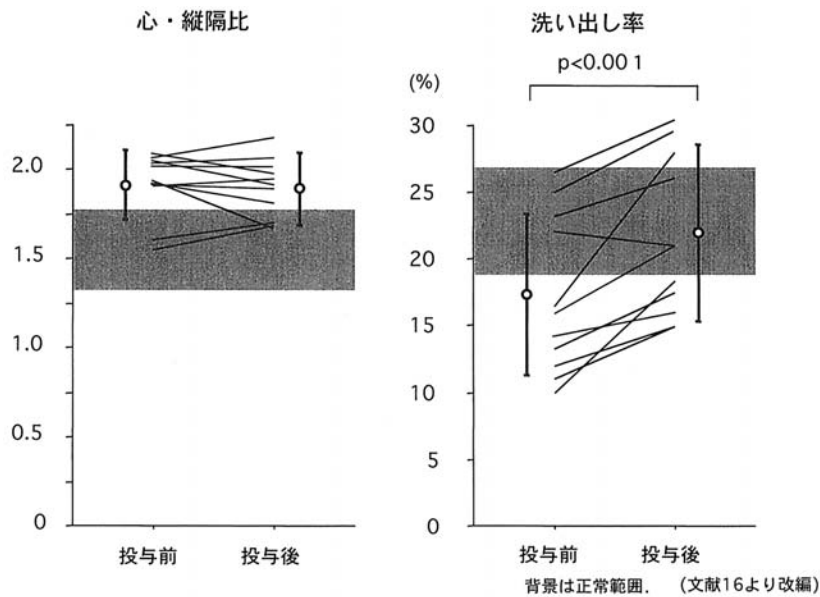 心・縦隔比
2.0
1.5
1.0
0.5
0
投与前 投与後
洗い出し率
p<0.00 1
(%)
30
25
20
15
10
5
0
投与前 投与後
背景は正常範囲. (文献16より改編)